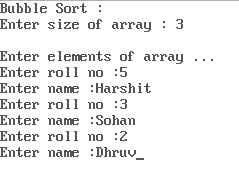 Bubble Sort :
Enter size of array : 3
Enter elements of array ...
Enter roll no :5
Enter name :Harshit
Enter roll no :3
Enter name :Sohan
Enter roll no :2
Enter name :Dhruv_